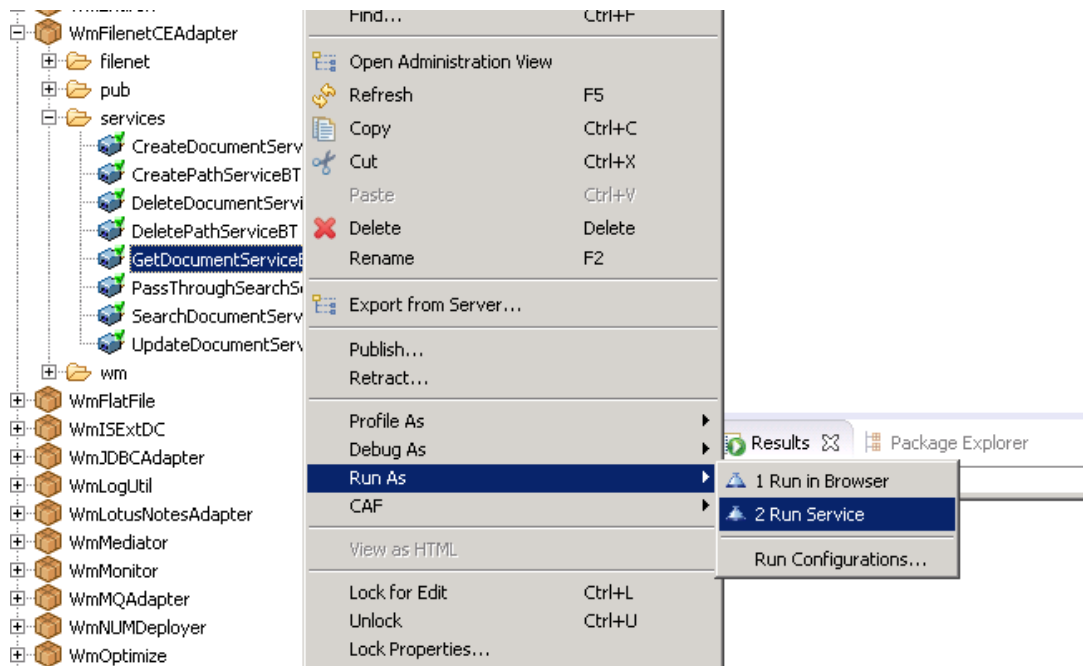 WmFilenetCEAdapter
filenet
pub
services
CreateDocumentServ
CreatePathServiceBT
DeleteDocumentServi
DeletePathServiceBT
GetDocumentServiceB
PassThroughSearchSe
SearchDocumentServ
UpdateDocumentServ
wm
WmFlatFile
WmISExtDC
WmJDBCAdapter
WmLogUtil
WmLotusNotesAdapter
WmMediator
WmMonitor
WmMQAdapter
WmNUMDeployer
WmOptimize
Find... Ctrl+F
Open Administration View
Refresh F5
Copy Ctrl+C
Cut Ctrl+X
Paste Ctrl+V
Delete Delete
Rename F2
Export from Server...
Publish...
Retract...
Profile As
Debug As
Run As
CAF
View as HTML
Lock for Edit Ctrl+L
Unlock Ctrl+U
Lock Properties...
Results Package Explorer
1 Run in Browser
2 Run Service
Run Configurations...